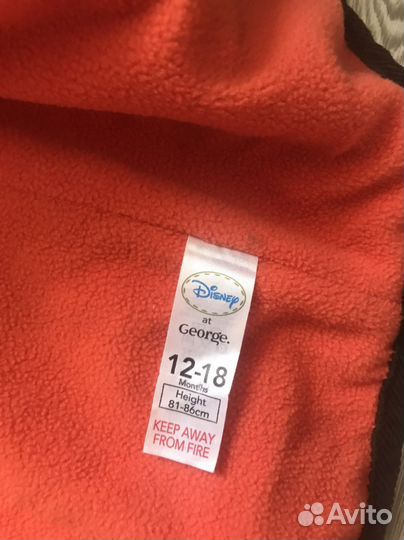 Disney
at
George.
12-18
Months
Height
81-86cm
KEEP AWAY
FROM FIRE
Avito